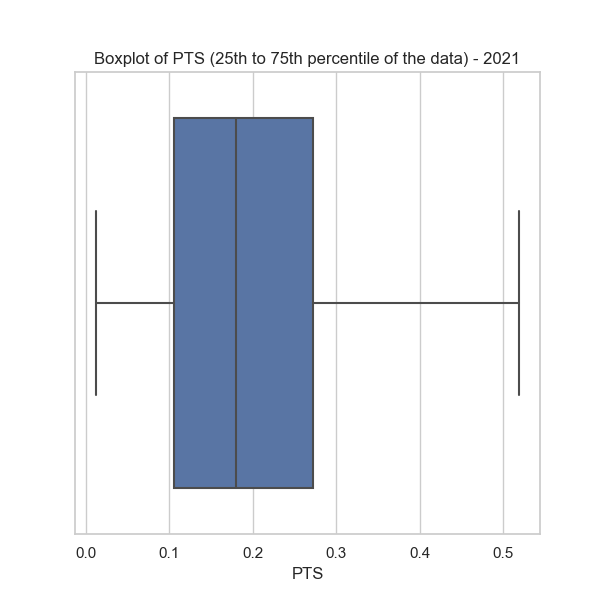 Boxplot of PTS (25th to 75th percentile of the data) - 2021
0.0 0.1 0.2 0.3 0.4 0.5
PTS